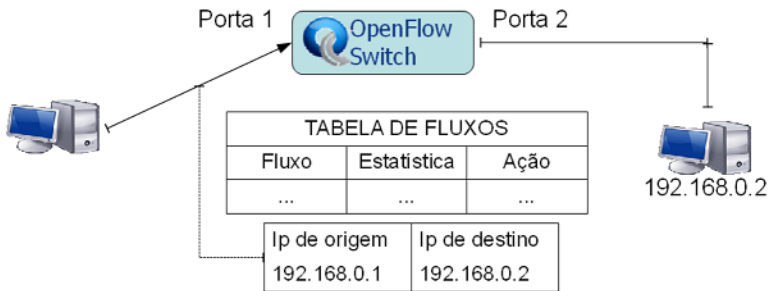 Porta 1
OpenFlow
Switch
Porta 2
TABELA DE FLUXOS
Fluxo Estatística Ação
... ... ...
192.168.0.2
Ip de origem Ip de destino
192.168.0.1 192.168.0.2